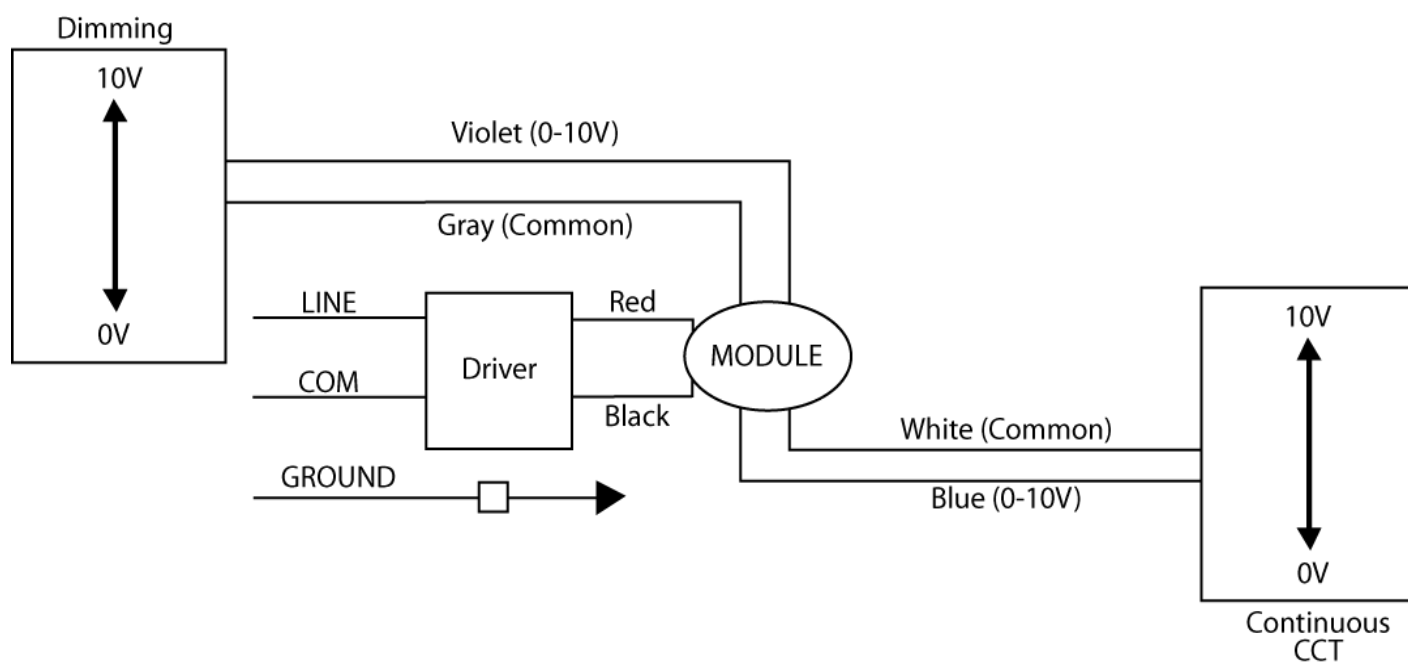 Dimming
10V
0V
Violet (0-10V)
Gray (Common)
LINE
COM
GROUND
Driver
Red
Black
MODULE
White (Common)
Blue (0-10V)
10V
0V
Continuous
CCT